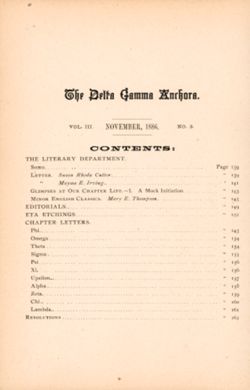 The Delta Gamma Anchora.
VOL. III. NOVEMBER, 1886. NO. 3.
CONTENTS:
THE LITERARY DEPARTMENT.
SONG. Page 139
LETTER. Susan Rhoda Cutler. " 139
" Mayne E. Irving. " 141
GLIMPSES AT OUR CHAPTER LIFE.—I. A Mock Initiation " 143
MINOR ENGLISH CLASSICS. Mary E. Thompson. " 145
EDITORIALS. " 149
ETA ETCHINGS " 151
CHAPTER LETTERS.
Phi " 153
Omega " 154
Theta " 154
Sigma " 155
Psi " 156
Xi. " 156
Upsilon " 157
Alpha " 158
Beta. " 159
Chi " 160
Lambda. " 161
RESOLUTIONS